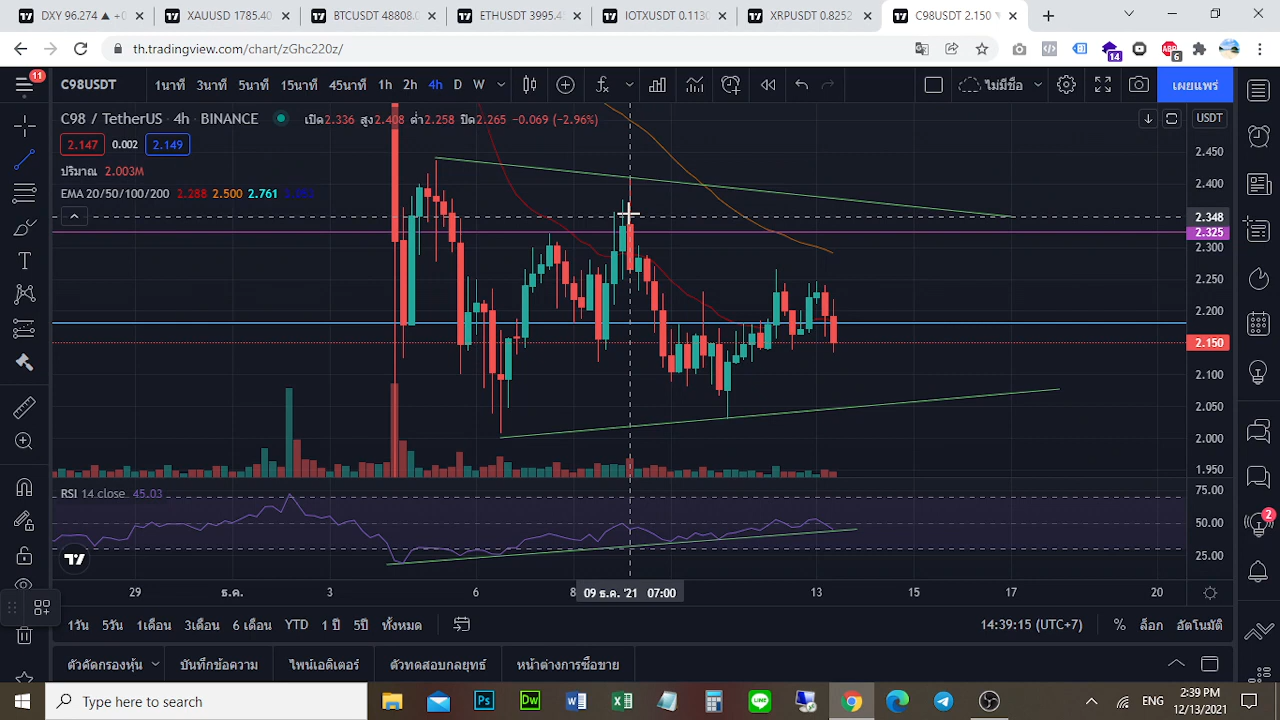 DXY 96.274 ▲ +0
XAUUSD 1785.40
BTCUSDT 48808.0
ETHUSDT 3995.45
IOTXUSDT 0.1130
XRPUSDT 0.8252
C98USDT 2.150 ▼
th.tradingview.com/chart/zGhc220z/
14
ABP
6
11
C98USDT
1นาที 3นาที 5นาที 15นาที 45นาที 1h 2h 4h D W
ไม่มีชื่อ
เผยแพร่
C98 / TetherUS · 4h · BINANCE
เปิด2.336 สูง2.408 ต่ำ2.258 ปิด2.265 −0.069 (−2.96%)
USDT
2.147 0.002 2.149
ปริมาณ 2.003M
EMA 20/50/100/200 2.288 2.500 2.761
2.450
2.400
2.348
2.325
2.300
2.250
2.200
2.150
2.100
2.050
2.000
1.950
RSI 14 close 45.03
75.00
50.00
25.00
2
29 ธ.ค. 3 6 8 09 ธ.ค. '21 07:00 13 15 17 20
1วัน 5วัน 1เดือน 3เดือน 6 เดือน YTD 1 ปี 5ปี ทั้งหมด
14:39:15 (UTC+7) % ล็อก อัตโนมัติ
ตัวคัดกรองหุ้น บันทึกข้อความ ไพน์เอดิเตอร์ ตัวทดสอบกลยุทธ์ หน้าต่างการซื้อขาย
Type here to search
Ps
Dw
LINE
ENG
2:39 PM
12/13/2021